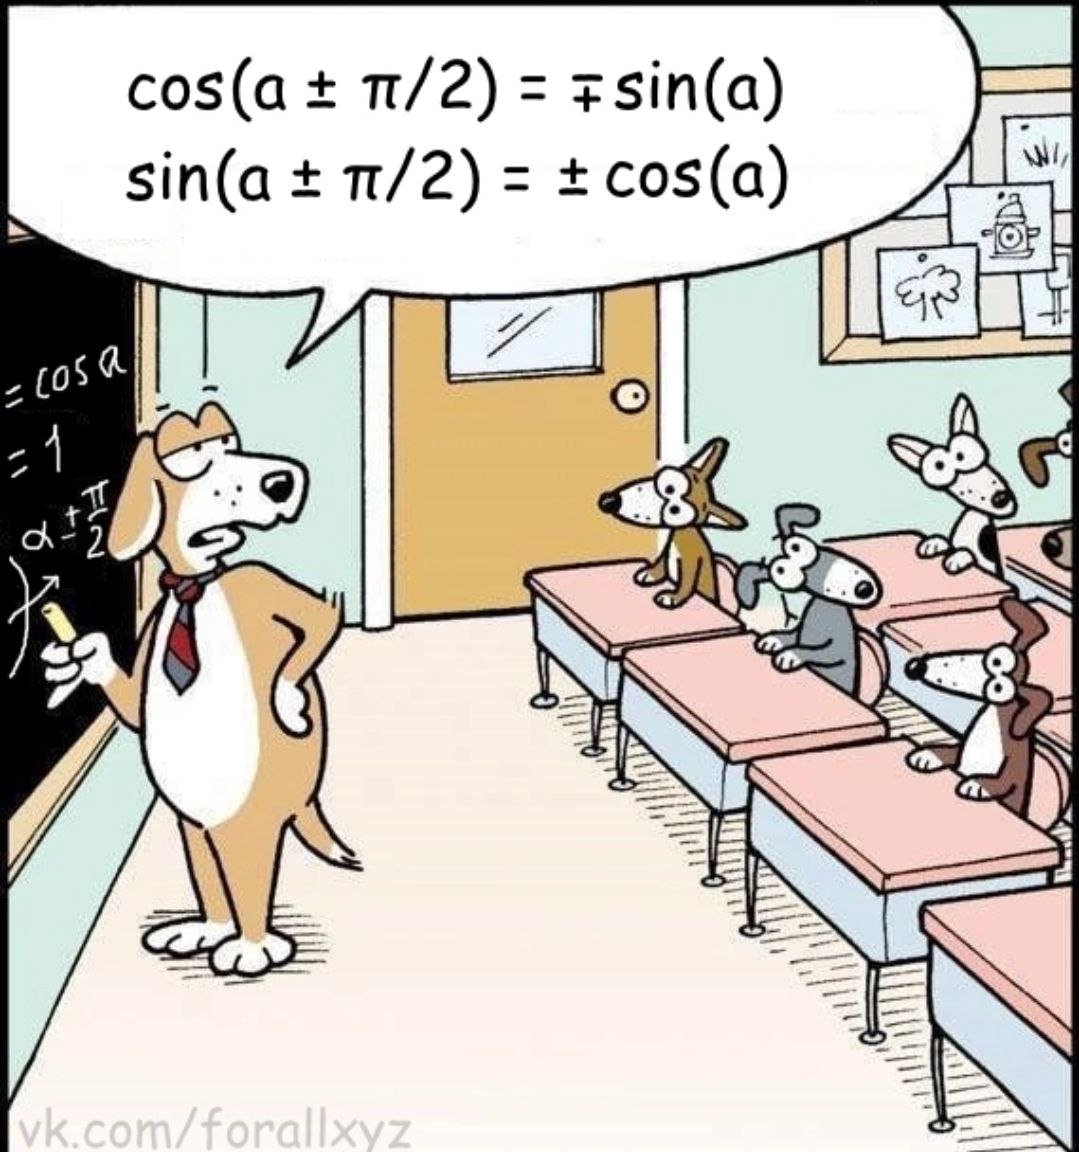 cos(a ± π/2) = ∓sin(a)
sin(a ± π/2) = ± cos(a)
= cos α
= 1
α ± π/2
vk.com/forallxyz